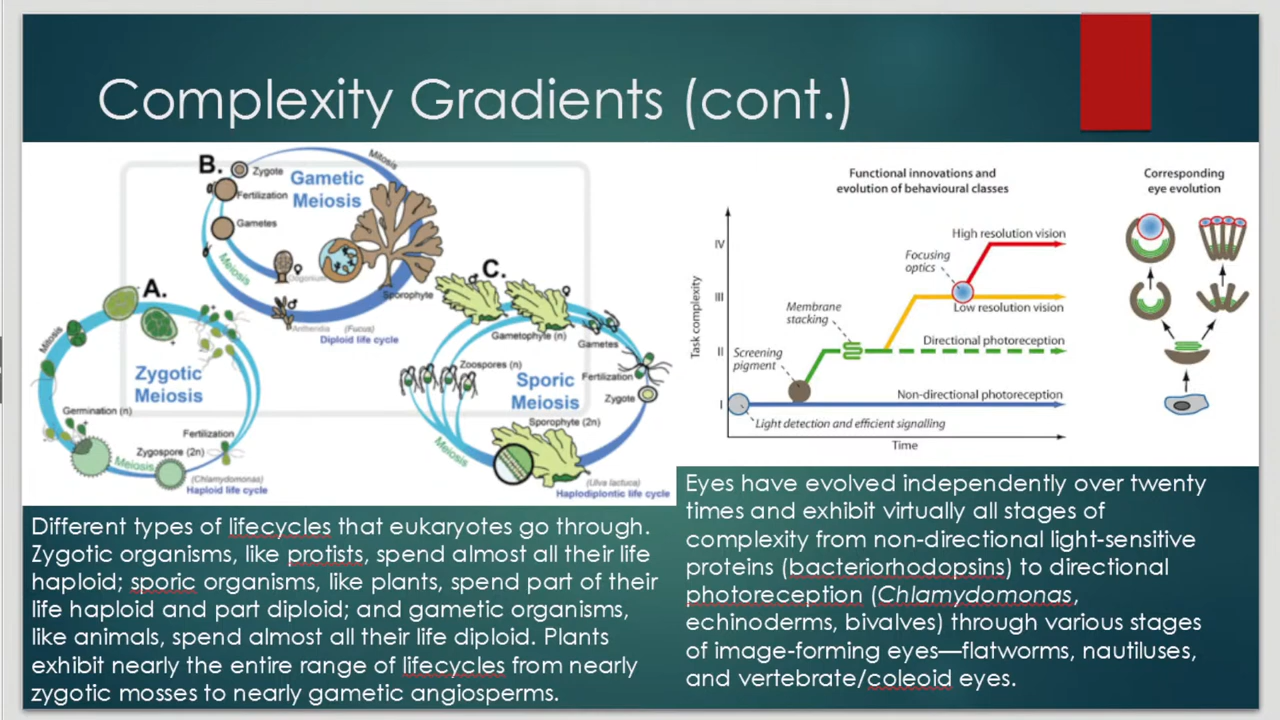 Complexity Gradients (cont.)
B.
Zygote
Mitosis
Fertilization
Gametic
Meiosis
Gametes
Meiosis
Oogonium
Sporophyte
Antheridia
(Fucus)
Diploid life cycle
A.
Mitosis
Zygotic
Meiosis
Germination (n)
Fertilization
Zygospore (2n)
Meiosis
(Chlamydomonas)
Haploid life cycle
C.
Gametophyte (n)
Gametes
Zoospores (n)
Sporic
Meiosis
Fertilization
Zygote
Sporophyte (2n)
Meiosis
(Ulva lactuca)
Haplodiplontic life cycle
Different types of lifecycles that eukaryotes go through.
Zygotic organisms, like protists, spend almost all their life
haploid; sporic organisms, like plants, spend part of their
life haploid and part diploid; and gametic organisms,
like animals, spend almost all their life diploid. Plants
exhibit nearly the entire range of lifecycles from nearly
zygotic mosses to nearly gametic angiosperms.
Functional innovations and
evolution of behavioural classes
Corresponding
eye evolution
Task complexity
IV
High resolution vision
Focusing
optics
III
Low resolution vision
Membrane
stacking
II
Directional photoreception
Screening
pigment
Non-directional photoreception
I
Light detection and efficient signalling
Time
Eyes have evolved independently over twenty
times and exhibit virtually all stages of
complexity from non-directional light-sensitive
proteins (bacteriorhodopsins) to directional
photoreception (Chlamydomonas,
echinoderms, bivalves) through various stages
of image-forming eyes—flatworms, nautiluses,
and vertebrate/coleoid eyes.